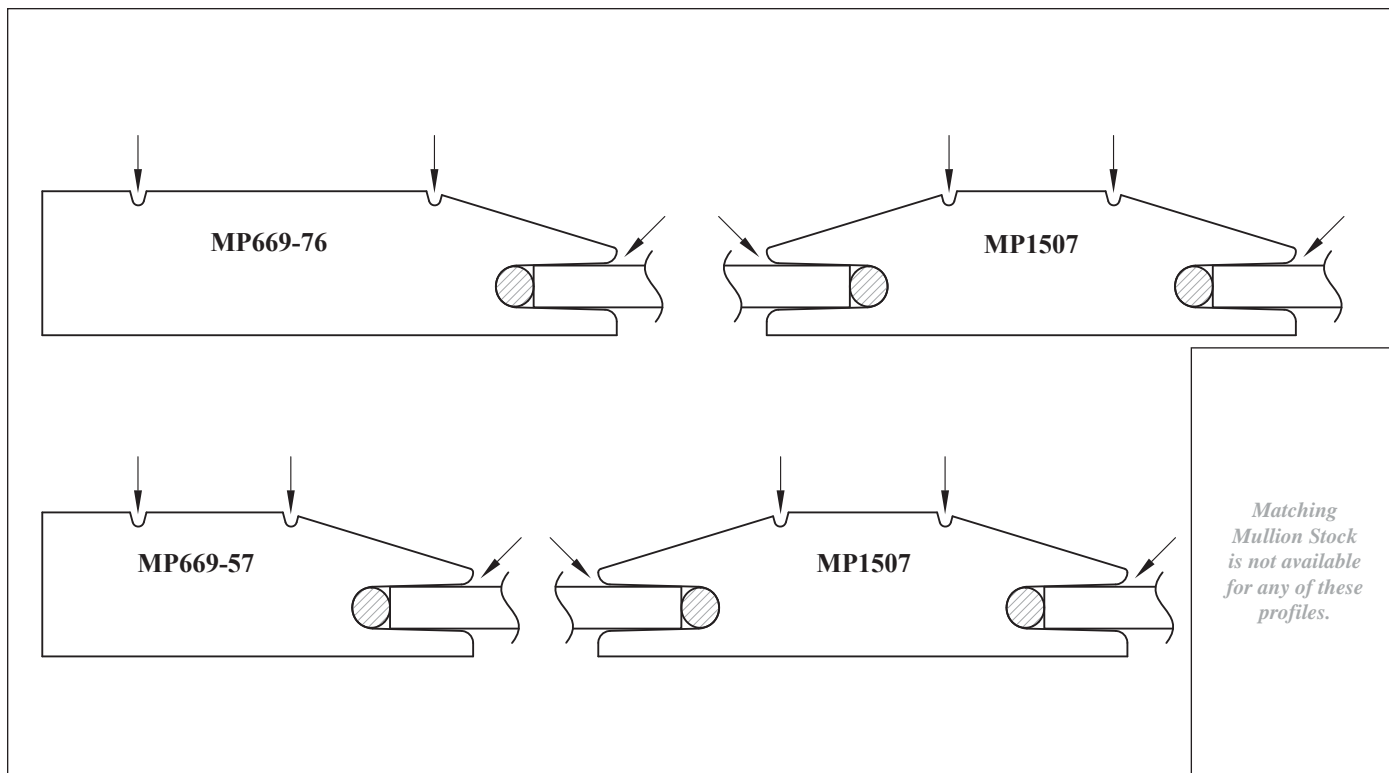 MP669-76
MP1507
MP669-57
MP1507
Matching
Mullion Stock
is not available
for any of these
profiles.